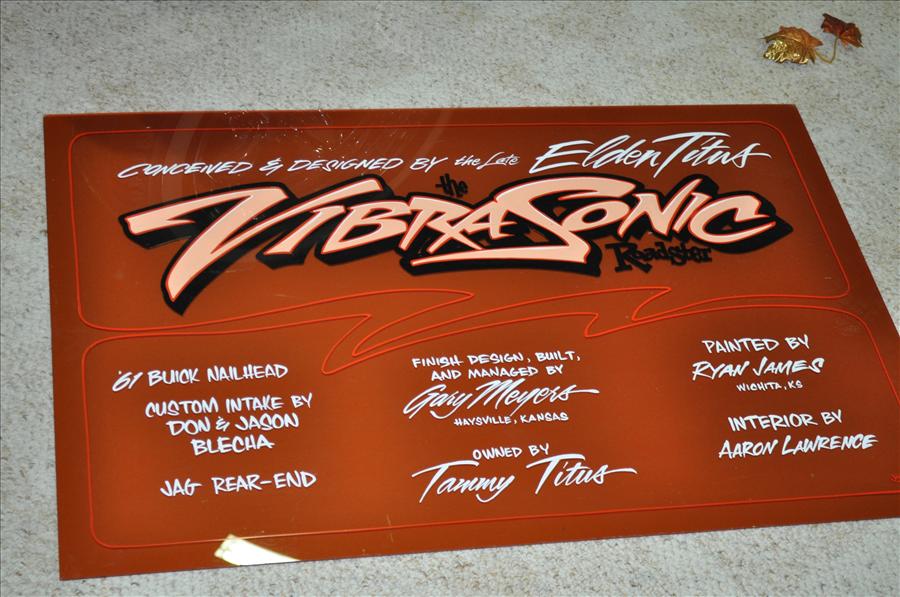 CONCEIVED & DESIGNED BY the Late Elden Titus
the
VIBRASONIC
Roadster
'61 BUICK NAILHEAD
CUSTOM INTAKE BY
DON & JASON
BLECHA
JAG REAR-END
FINISH DESIGN, BUILT,
AND MANAGED BY
Gary Meyers
HAYSVILLE, KANSAS
OWNED BY
Tammy Titus
PAINTED BY
RYAN JAMES
WICHITA, KS
INTERIOR BY
AARON LAWRENCE